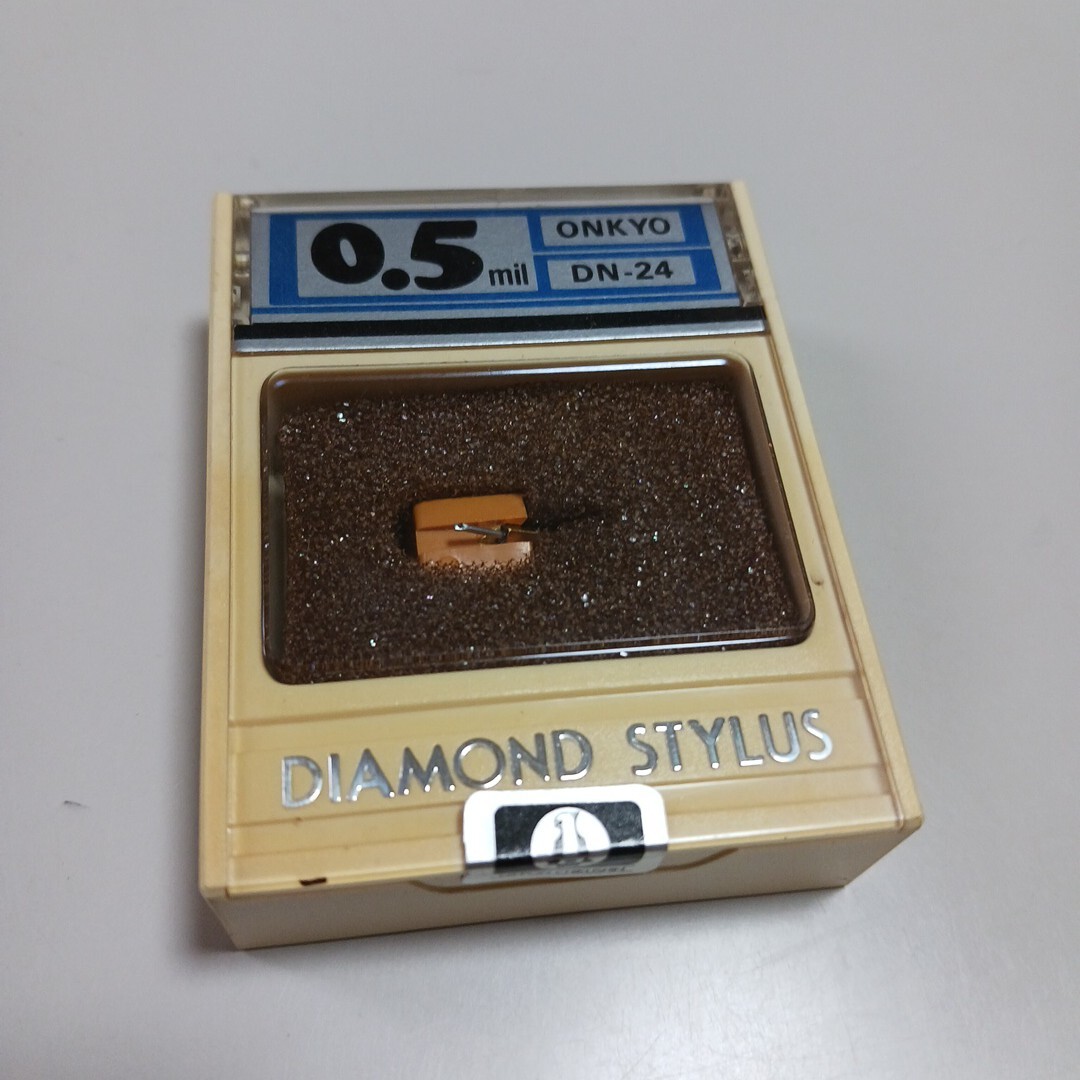 0.5 mil
ONKYO
DN-24
DIAMOND STYLUS